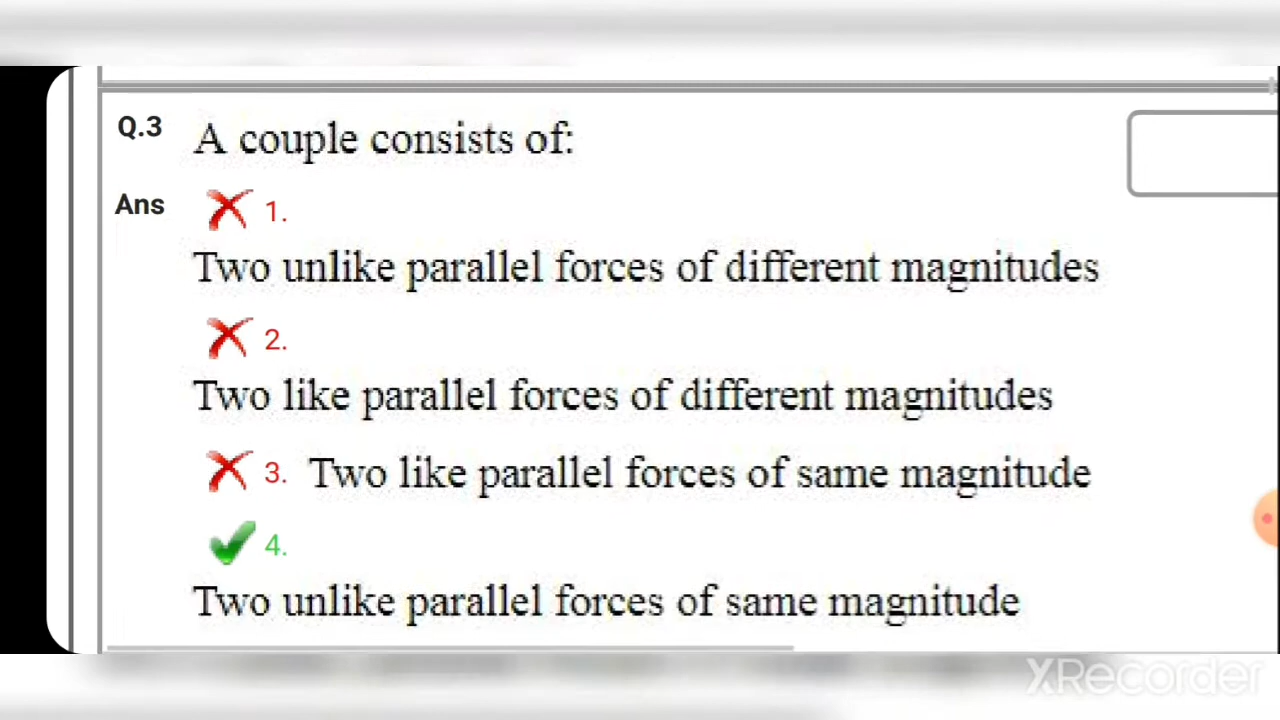 Q.3 A couple consists of:
Ans 1.
Two unlike parallel forces of different magnitudes
2.
Two like parallel forces of different magnitudes
3. Two like parallel forces of same magnitude
4.
Two unlike parallel forces of same magnitude
XRecorder